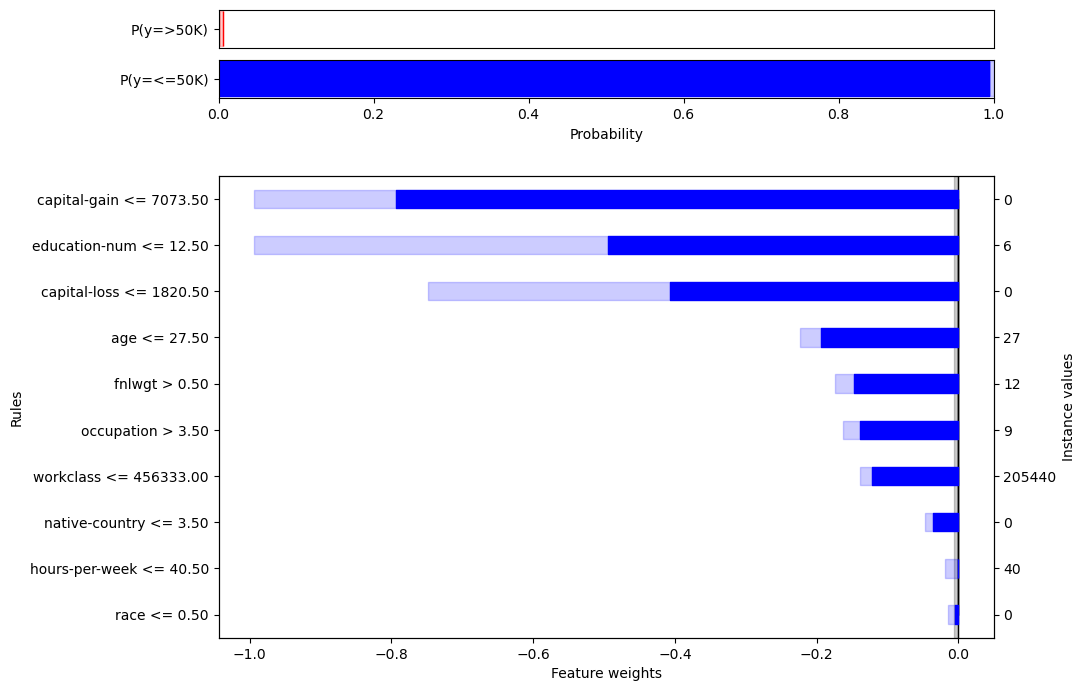 P(y=>50K)
P(y=<=50K)
0.0 0.2 0.4 0.6 0.8 1.0
Probability
capital-gain <= 7073.50 0
education-num <= 12.50 6
capital-loss <= 1820.50 0
age <= 27.50 27
fnlwgt > 0.50 12
occupation > 3.50 9
workclass <= 456333.00 205440
native-country <= 3.50 0
hours-per-week <= 40.50 40
race <= 0.50 0
Rules
Instance values
−1.0 −0.8 −0.6 −0.4 −0.2 0.0
Feature weights